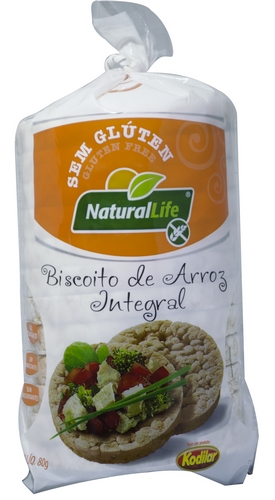 SEM GLÚTEN
GLUTEN FREE
NaturalLife
Biscoito de Arroz
Integral
80g
Kodilar